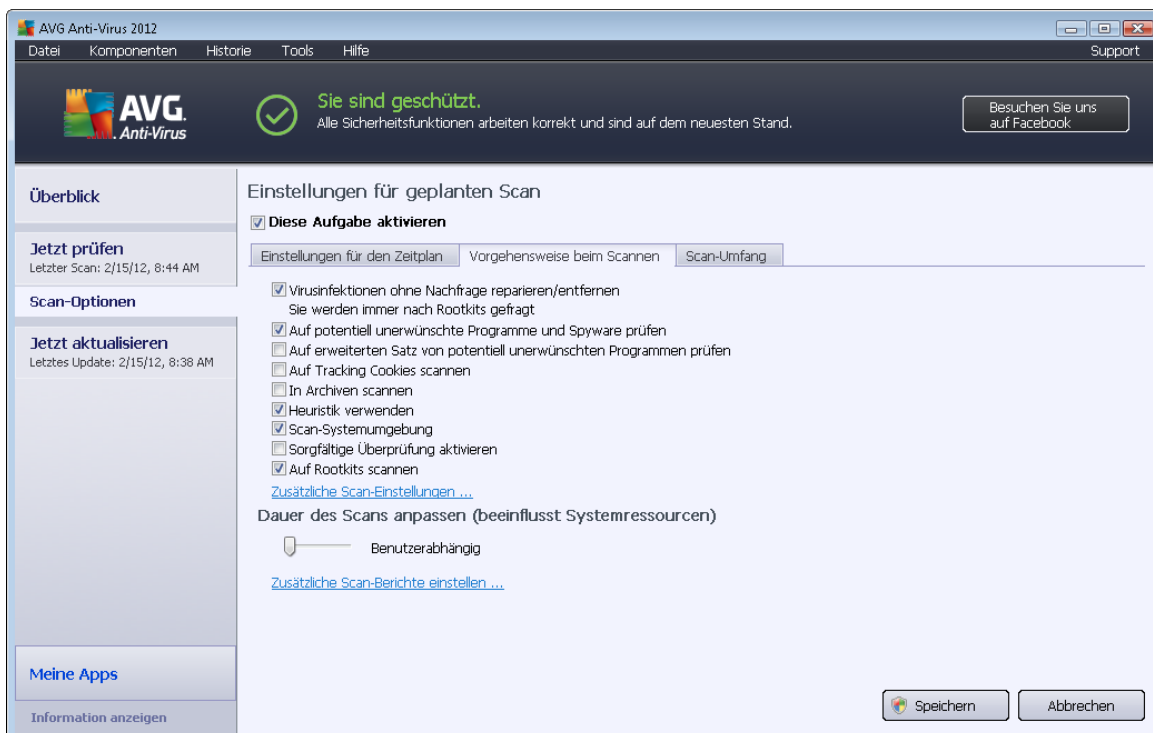 AVG Anti-Virus 2012
Datei Komponenten Historie Tools Hilfe Support
AVG.
Anti-Virus
Sie sind geschützt.
Alle Sicherheitsfunktionen arbeiten korrekt und sind auf dem neuesten Stand.
Besuchen Sie uns
auf Facebook
Überblick
Jetzt prüfen
Letzter Scan: 2/15/12, 8:44 AM
Scan-Optionen
Jetzt aktualisieren
Letztes Update: 2/15/12, 8:38 AM
Meine Apps
Information anzeigen
Einstellungen für geplanten Scan
Diese Aufgabe aktivieren
Einstellungen für den Zeitplan Vorgehensweise beim Scannen Scan-Umfang
Virusinfektionen ohne Nachfrage reparieren/entfernen
Sie werden immer nach Rootkits gefragt
Auf potentiell unerwünschte Programme und Spyware prüfen
Auf erweiterten Satz von potentiell unerwünschten Programmen prüfen
Auf Tracking Cookies scannen
In Archiven scannen
Heuristik verwenden
Scan-Systemumgebung
Sorgfältige Überprüfung aktivieren
Auf Rootkits scannen
Zusätzliche Scan-Einstellungen ...
Dauer des Scans anpassen (beeinflusst Systemressourcen)
Benutzerabhängig
Zusätzliche Scan-Berichte einstellen ...
Speichern Abbrechen